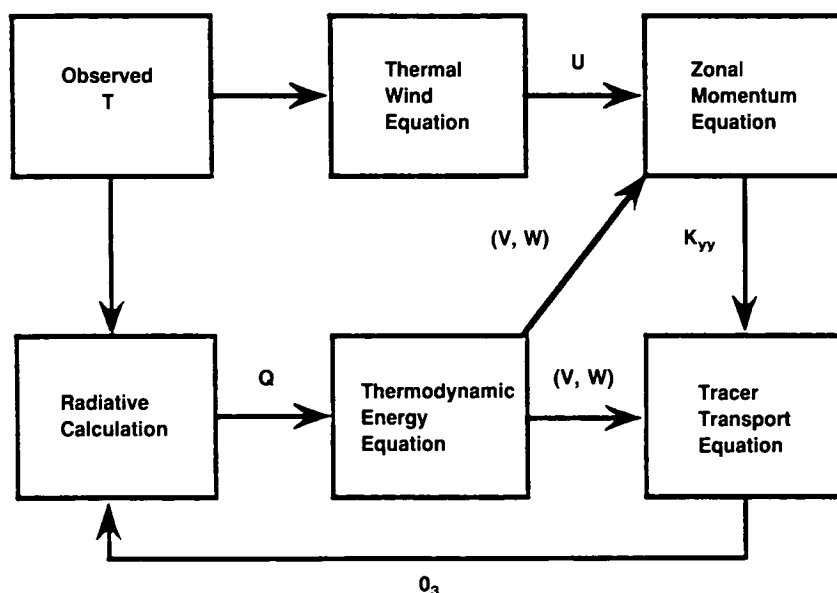 Observed
T
Thermal
Wind
Equation
U
Zonal
Momentum
Equation
(V, W)
K_yy
Radiative
Calculation
Q
Thermodynamic
Energy
Equation
(V, W)
Tracer
Transport
Equation
0_3